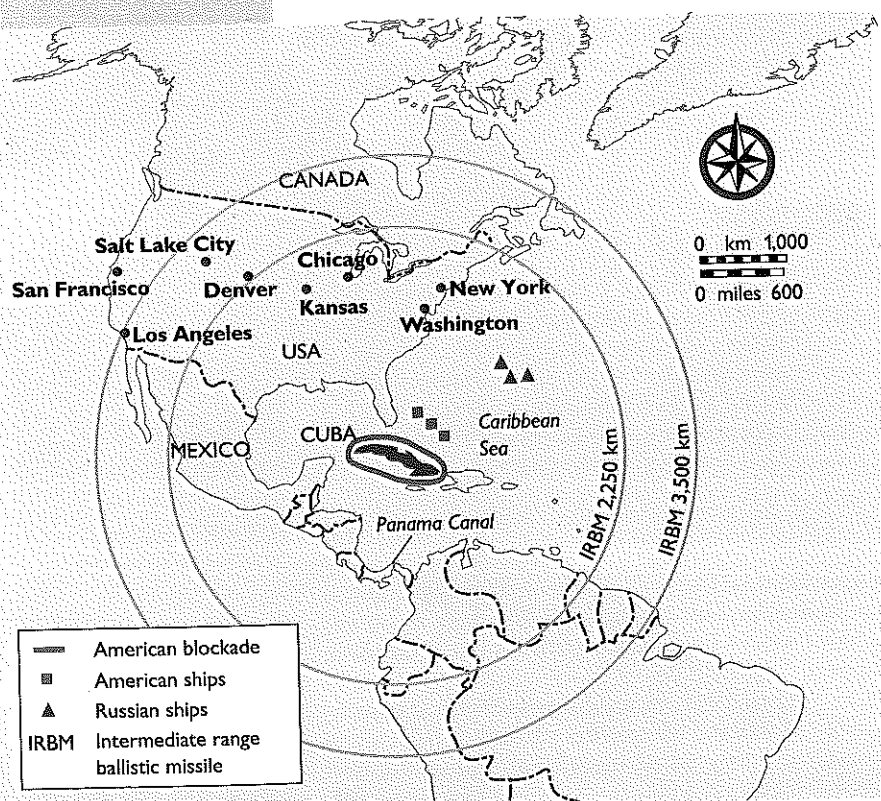 CANADA
Salt Lake City
Chicago
San Francisco
Denver
New York
Kansas
Washington
Los Angeles
USA
0 km 1,000
0 miles 600
Caribbean
Sea
CUBA
MEXICO
Panama Canal
IRBM 2,250 km
IRBM 3,500 km
American blockade
American ships
Russian ships
IRBM Intermediate range
ballistic missile